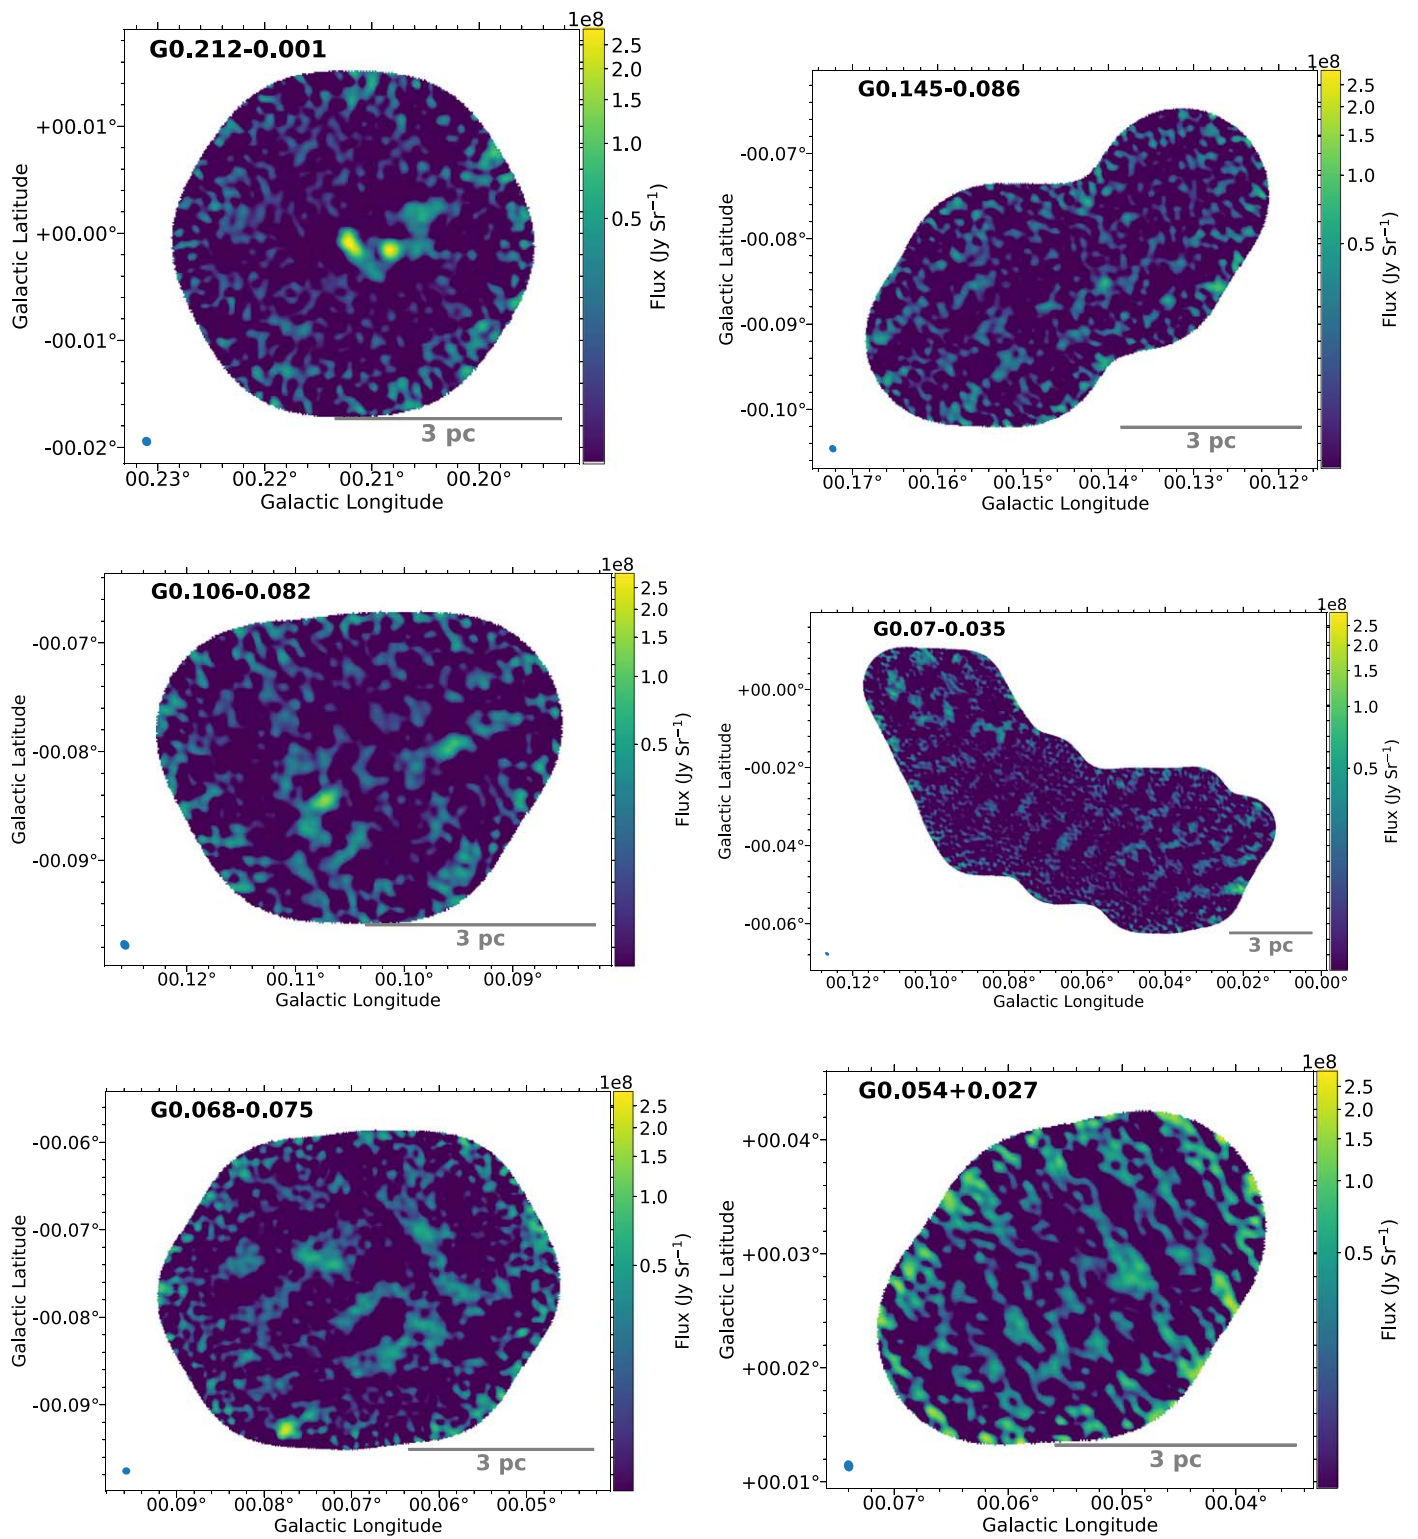 G0.212-0.001
1e8
2.5
2.0
1.5
1.0
0.5
Flux (Jy Sr⁻¹)
+00.01°
+00.00°
-00.01°
-00.02°
Galactic Latitude
3 pc
00.23° 00.22° 00.21° 00.20°
Galactic Longitude
G0.145-0.086
1e8
2.5
2.0
1.5
1.0
0.5
Flux (Jy Sr⁻¹)
-00.07°
-00.08°
-00.09°
-00.10°
Galactic Latitude
3 pc
00.17° 00.16° 00.15° 00.14° 00.13° 00.12°
Galactic Longitude
G0.106-0.082
1e8
2.5
2.0
1.5
1.0
0.5
Flux (Jy Sr⁻¹)
-00.07°
-00.08°
-00.09°
Galactic Latitude
3 pc
00.12° 00.11° 00.10° 00.09°
Galactic Longitude
G0.07-0.035
1e8
2.5
2.0
1.5
1.0
0.5
Flux (Jy Sr⁻¹)
+00.00°
-00.02°
-00.04°
-00.06°
Galactic Latitude
3 pc
00.12° 00.10° 00.08° 00.06° 00.04° 00.02° 00.00°
Galactic Longitude
G0.068-0.075
1e8
2.5
2.0
1.5
1.0
0.5
Flux (Jy Sr⁻¹)
-00.06°
-00.07°
-00.08°
-00.09°
Galactic Latitude
3 pc
00.09° 00.08° 00.07° 00.06° 00.05°
Galactic Longitude
G0.054+0.027
1e8
2.5
2.0
1.5
1.0
0.5
Flux (Jy Sr⁻¹)
+00.04°
+00.03°
+00.02°
+00.01°
Galactic Latitude
3 pc
00.07° 00.06° 00.05° 00.04°
Galactic Longitude